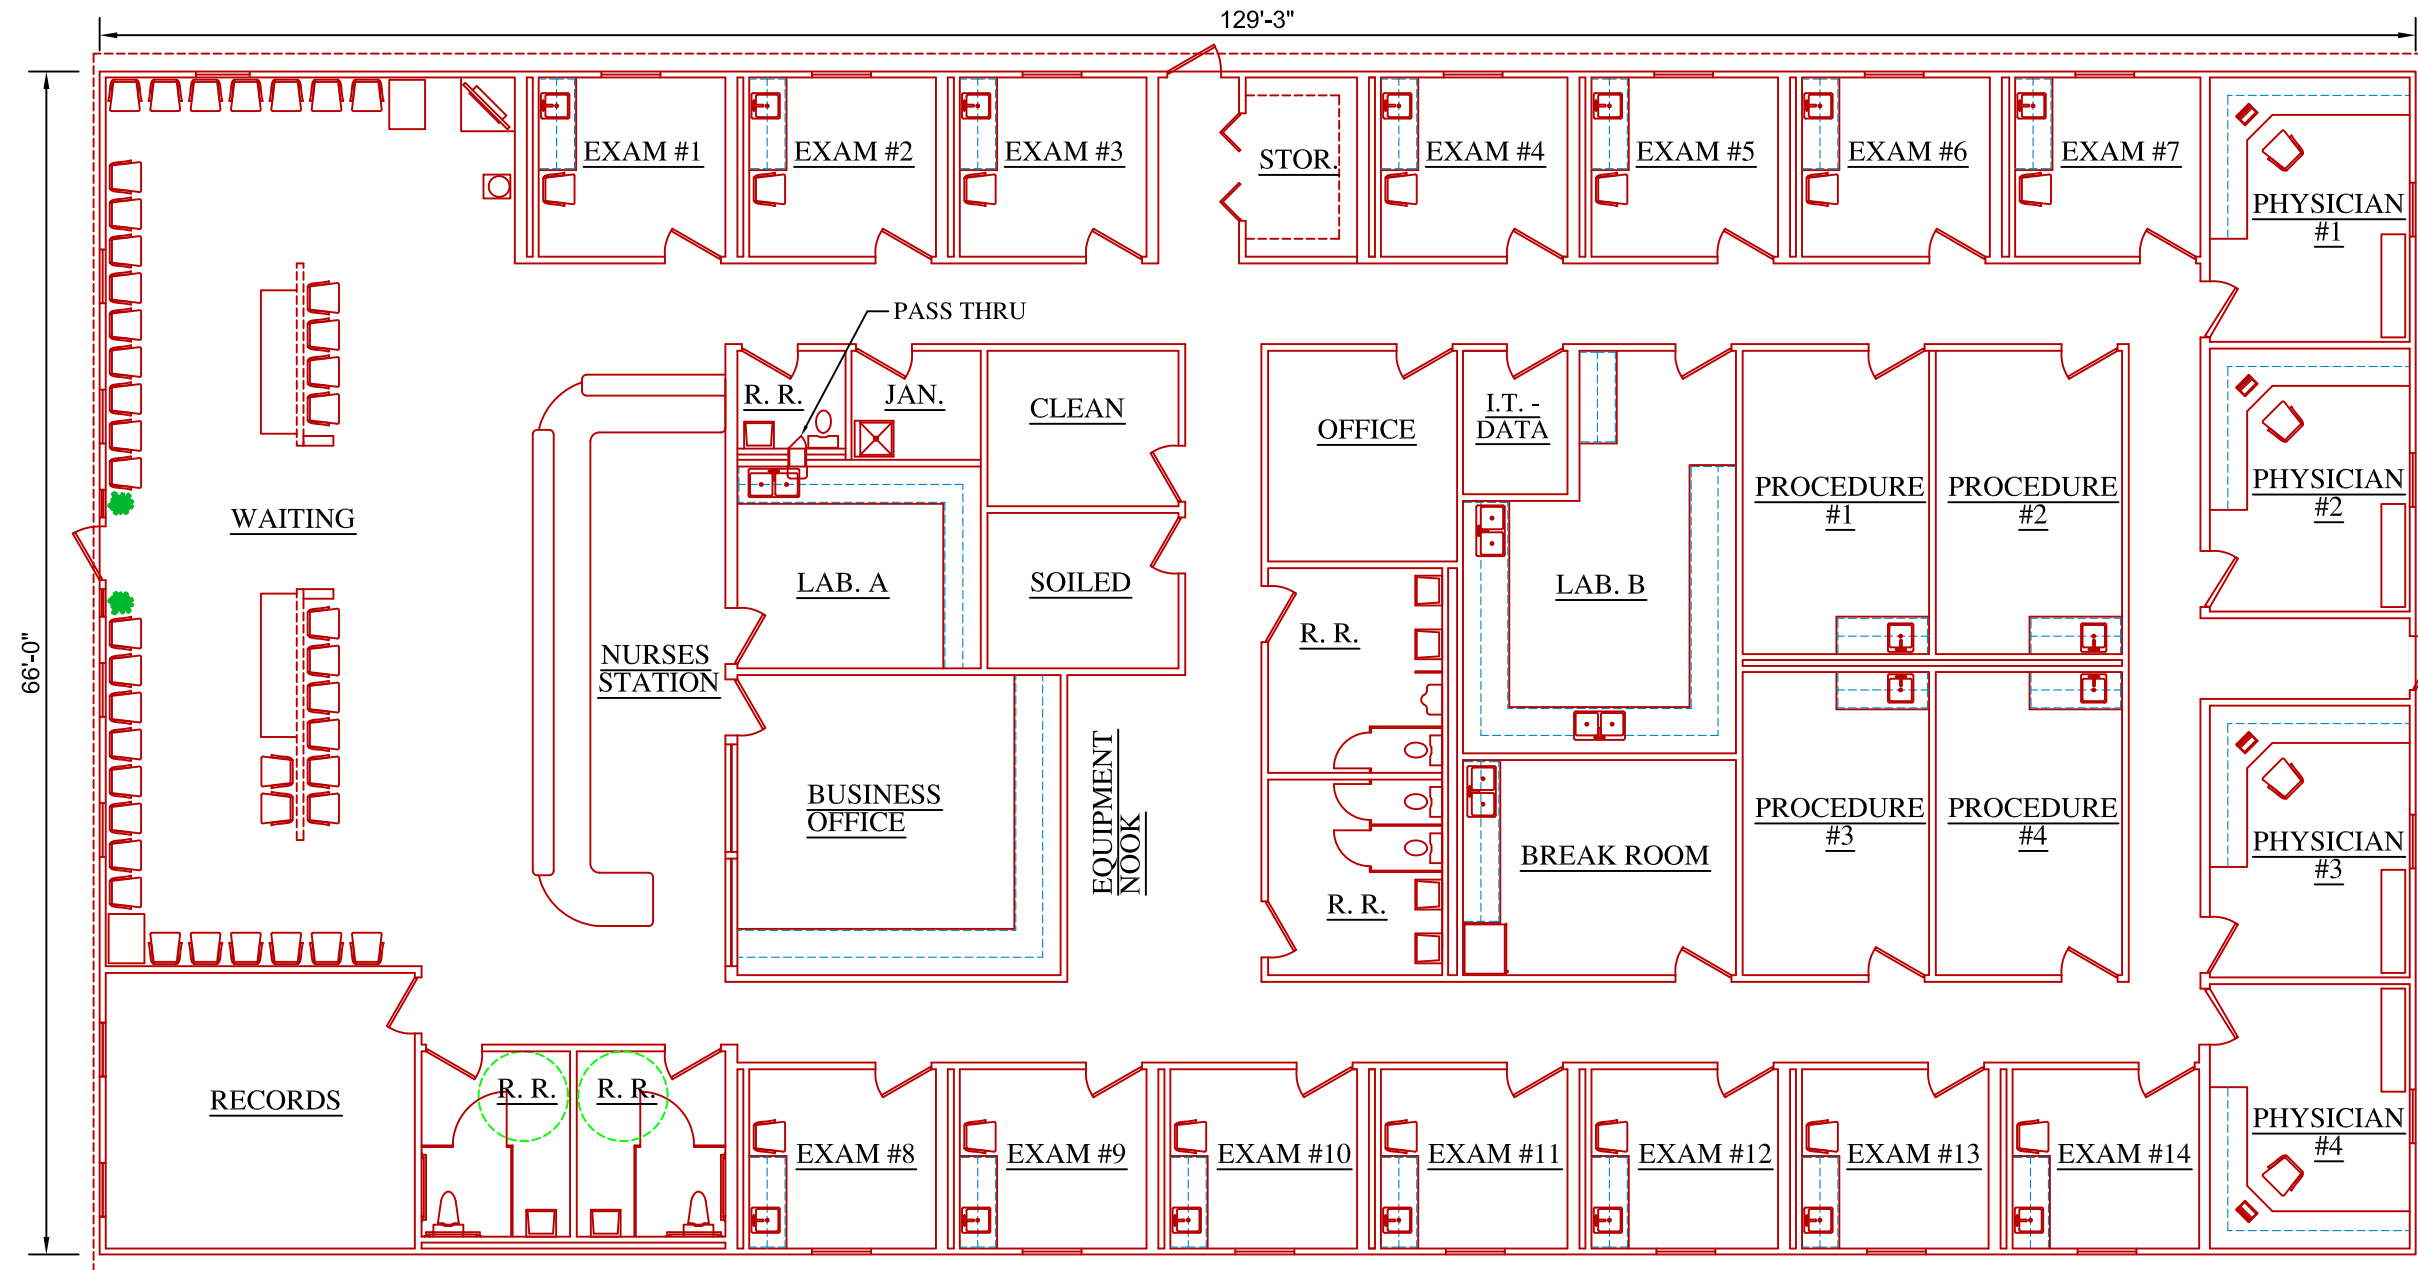 129'-3"
66'-0"
EXAM #1
EXAM #2
EXAM #3
STOR.
EXAM #4
EXAM #5
EXAM #6
EXAM #7
PHYSICIAN
#1
PASS THRU
R. R.
JAN.
CLEAN
OFFICE
I.T. -
DATA
PROCEDURE
#1
PROCEDURE
#2
PHYSICIAN
#2
WAITING
LAB. A
SOILED
LAB. B
R. R.
NURSES
STATION
BUSINESS
OFFICE
EQUIPMENT
NOOK
BREAK ROOM
PROCEDURE
#3
PROCEDURE
#4
PHYSICIAN
#3
R. R.
RECORDS
R. R.
R. R.
EXAM #8
EXAM #9
EXAM #10
EXAM #11
EXAM #12
EXAM #13
EXAM #14
PHYSICIAN
#4